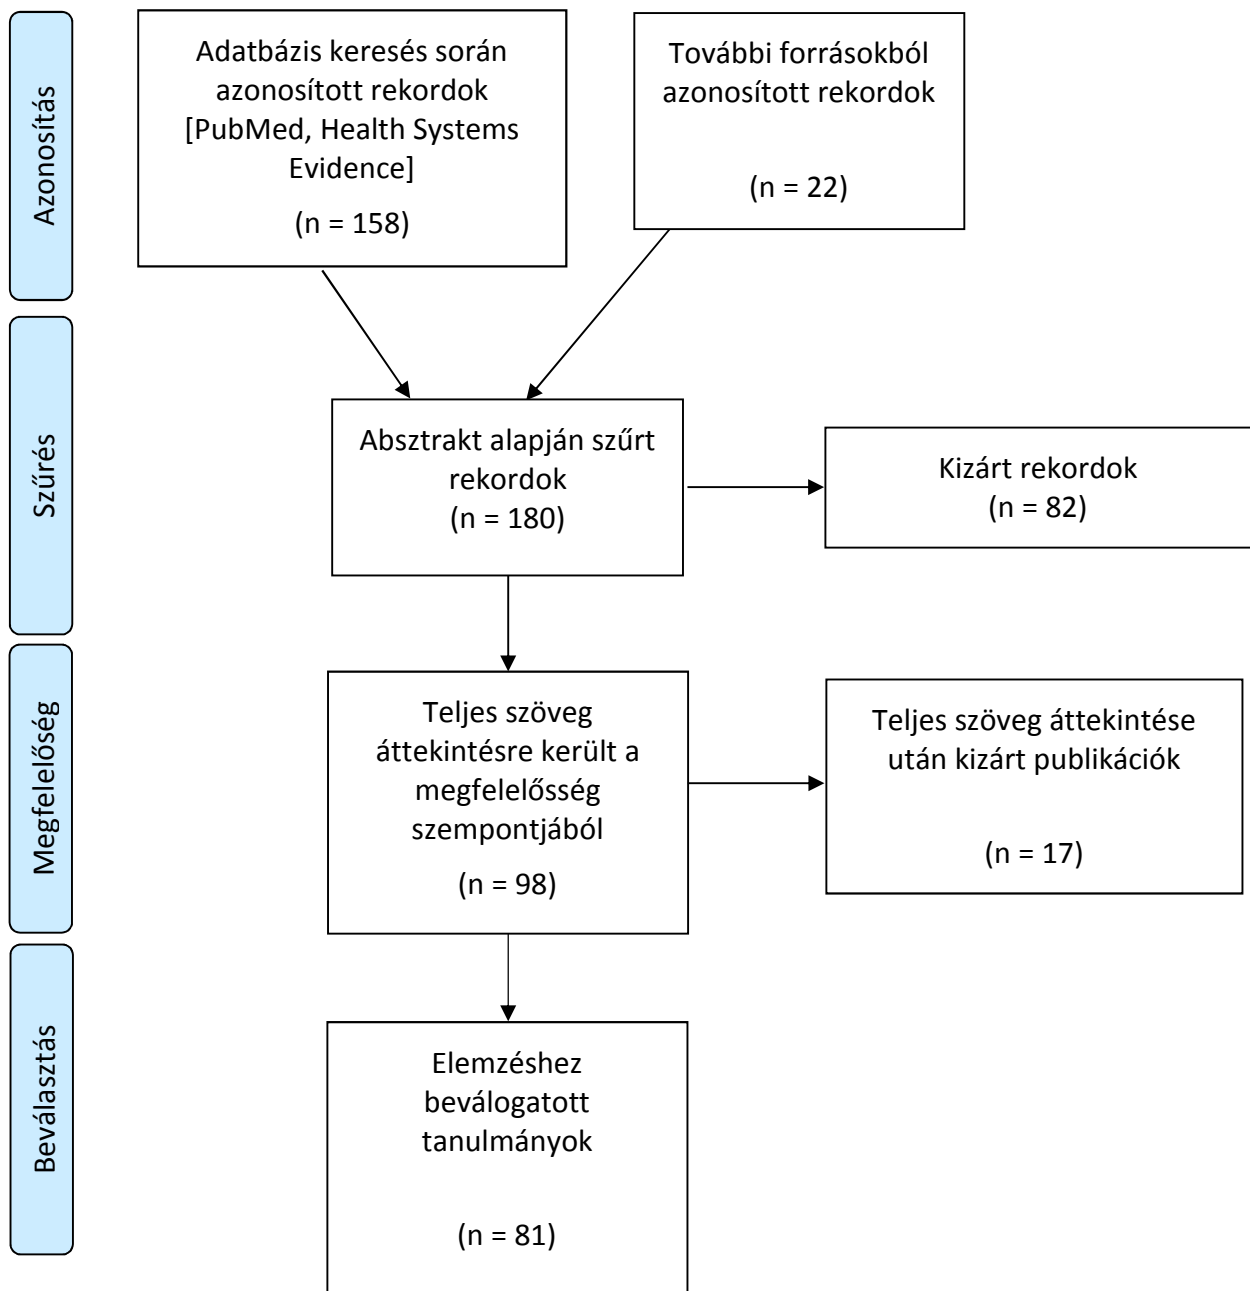 Azonosítás
Adatbázis keresés során
azonosított rekordok
[PubMed, Health Systems
Evidence]
(n = 158)
További forrásokból
azonosított rekordok
(n = 22)
Szűrés
Absztrakt alapján szűrt
rekordok
(n = 180)
Kizárt rekordok
(n = 82)
Megfelelőség
Teljes szöveg
áttekintésre került a
megfelelősség
szempontjából
(n = 98)
Teljes szöveg áttekintése
után kizárt publikációk
(n = 17)
Beválasztás
Elemzéshez
beválogatott
tanulmányok
(n = 81)